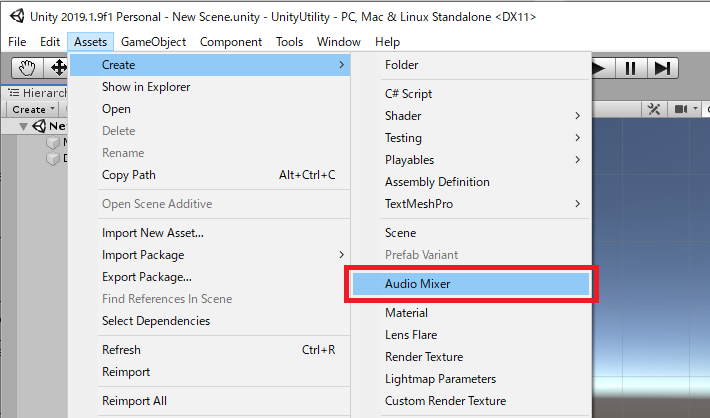 Unity 2019.1.9f1 Personal - New Scene.unity - UnityUtility - PC, Mac & Linux Standalone <DX11>
File Edit Assets GameObject Component Tools Window Help
Hierarch
Create
Create
Show in Explorer
Open
Delete
Rename
Copy Path Alt+Ctrl+C
Open Scene Additive
Import New Asset...
Import Package
Export Package...
Find References In Scene
Select Dependencies
Refresh Ctrl+R
Reimport
Reimport All
Folder
C# Script
Shader
Testing
Playables
Assembly Definition
TextMeshPro
Scene
Prefab Variant
Audio Mixer
Material
Lens Flare
Render Texture
Lightmap Parameters
Custom Render Texture